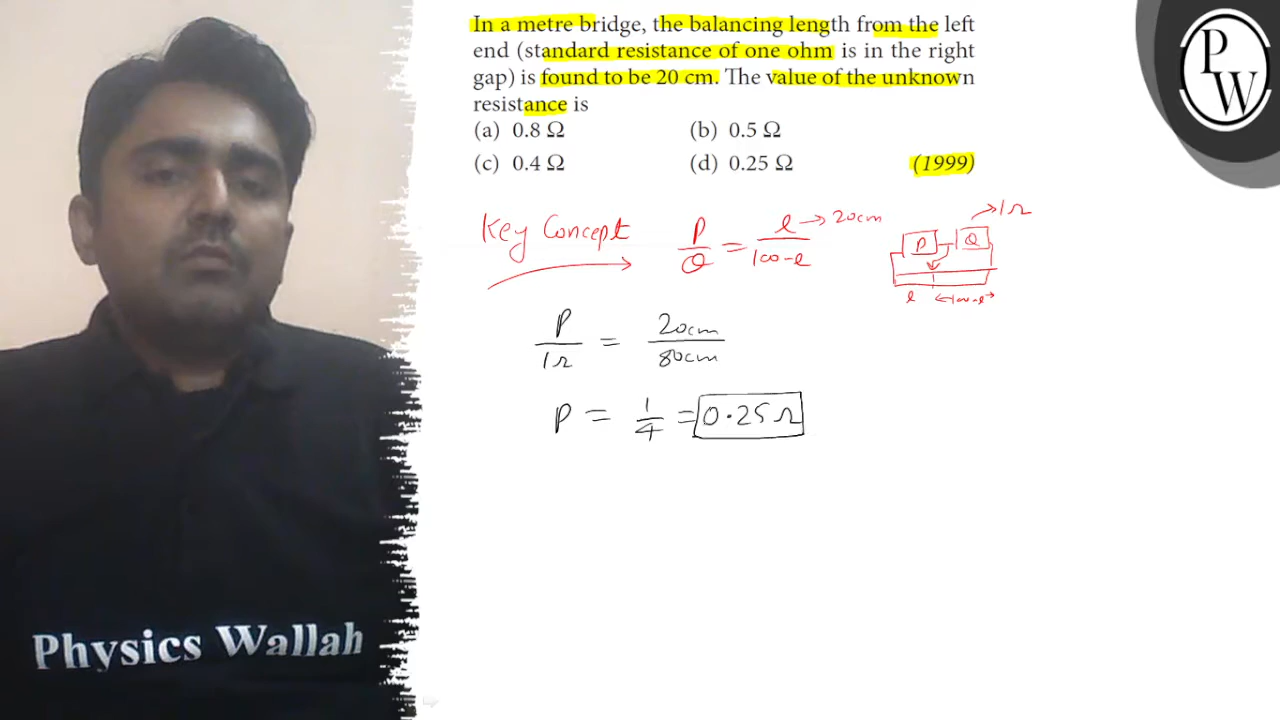 In a metre bridge, the balancing length from the left
end (standard resistance of one ohm is in the right
gap) is found to be 20 cm. The value of the unknown
resistance is
(a) 0.8 Ω (b) 0.5 Ω
(c) 0.4 Ω (d) 0.25 Ω (1999)
PW
Key Concept P/Q = l/100-l → 20cm
→ 1Ω
P Q
l 100-l
P/1Ω = 20cm/80cm
P = 1/4 = 0.25Ω
Physics Wallah